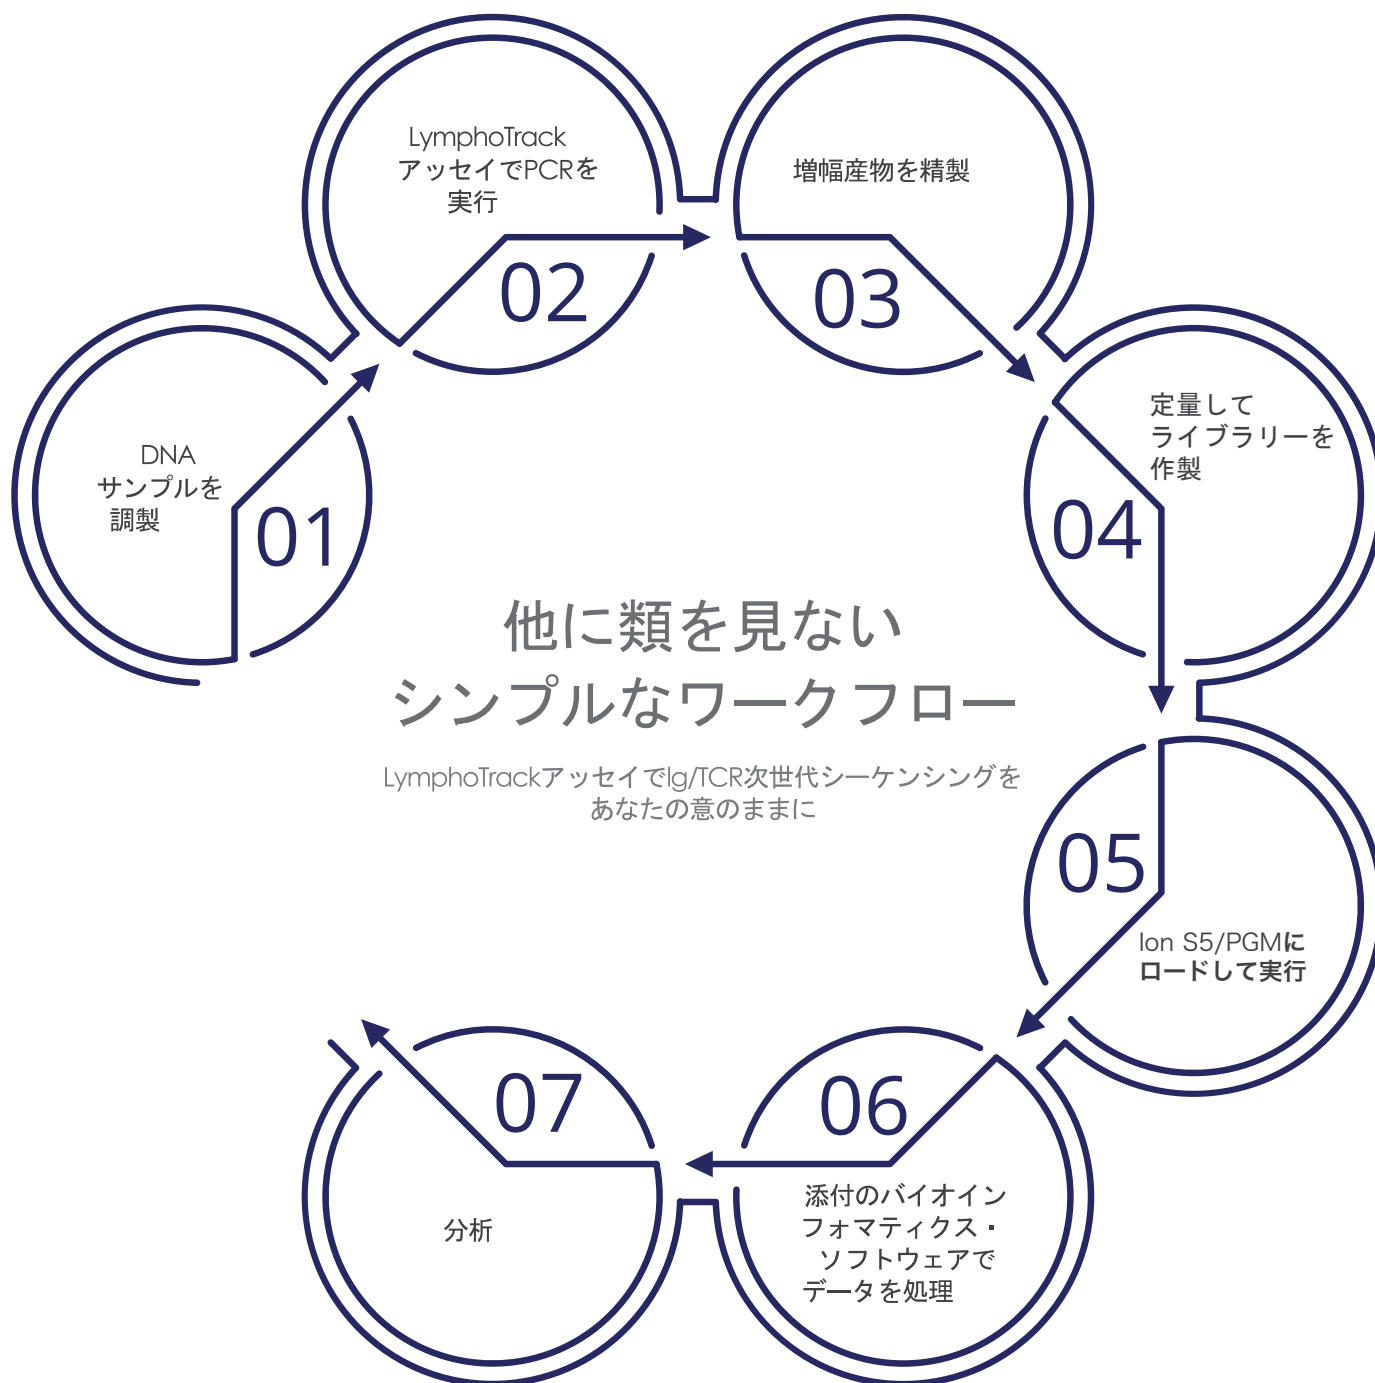 DNA
サンプルを
調製
01
LymphoTrack
アッセイでPCRを
実行
02
増幅産物を精製
03
定量して
ライブラリーを
作製
04
他に類を見ない
シンプルなワークフロー
LymphoTrackアッセイでIg/TCR次世代シーケンシングを
あなたの意のままに
05
Ion S5/PGMに
ロードして実行
06
添付のバイオイン
フォマティクス・
ソフトウェアで
データを処理
07
分析